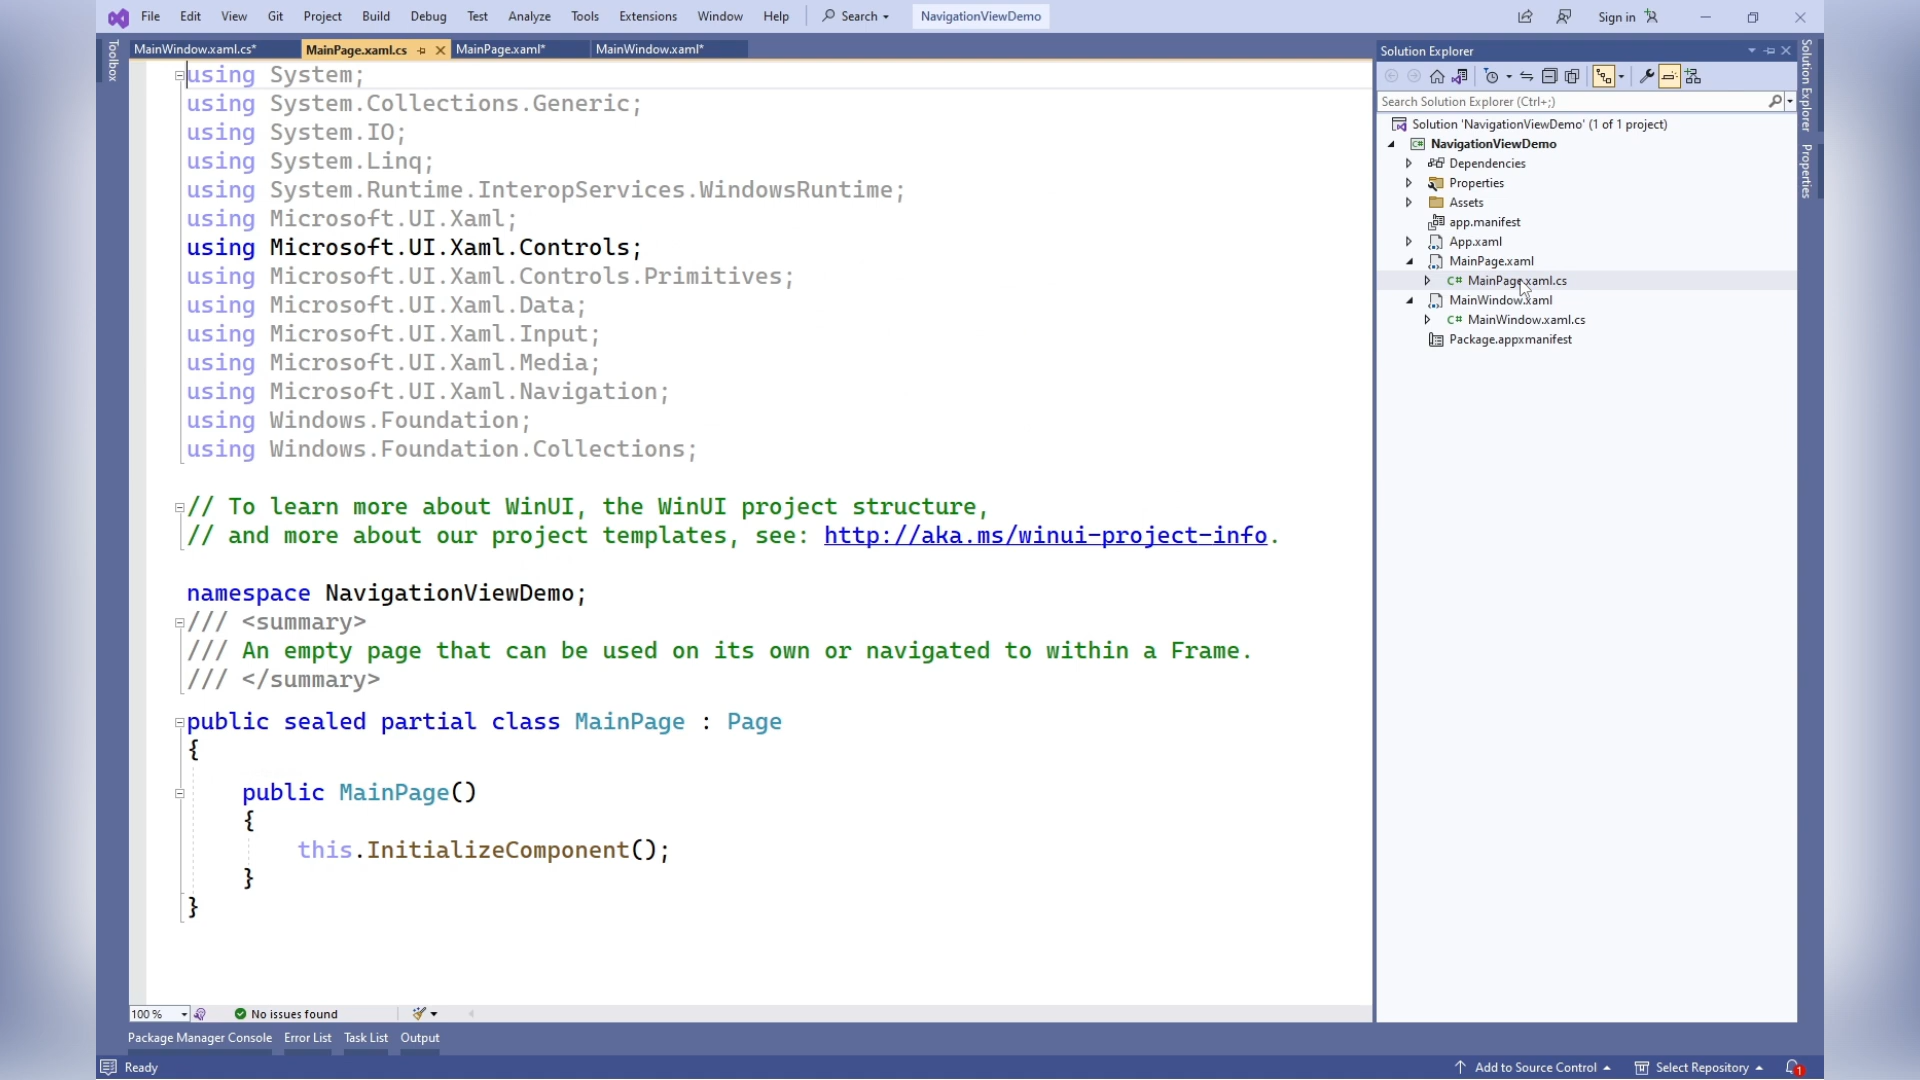 File Edit View Git Project Build Debug Test Analyze Tools Extensions Window Help Search NavigationViewDemo Sign in
MainWindow.xaml.cs* MainPage.xaml.cs MainPage.xaml* MainWindow.xaml*
Toolbox
using System;
using System.Collections.Generic;
using System.IO;
using System.Linq;
using System.Runtime.InteropServices.WindowsRuntime;
using Microsoft.UI.Xaml;
using Microsoft.UI.Xaml.Controls;
using Microsoft.UI.Xaml.Controls.Primitives;
using Microsoft.UI.Xaml.Data;
using Microsoft.UI.Xaml.Input;
using Microsoft.UI.Xaml.Media;
using Microsoft.UI.Xaml.Navigation;
using Windows.Foundation;
using Windows.Foundation.Collections;
// To learn more about WinUI, the WinUI project structure,
// and more about our project templates, see: http://aka.ms/winui-project-info.
namespace NavigationViewDemo;
/// <summary>
/// An empty page that can be used on its own or navigated to within a Frame.
/// </summary>
public sealed partial class MainPage : Page
{
public MainPage()
{
this.InitializeComponent();
}
}
100 % No issues found
Solution Explorer
Search Solution Explorer (Ctrl+;)
Solution 'NavigationViewDemo' (1 of 1 project)
C# NavigationViewDemo
Dependencies
Properties
Assets
app.manifest
App.xaml
MainPage.xaml
C# MainPage.xaml.cs
MainWindow.xaml
C# MainWindow.xaml.cs
Package.appxmanifest
Solution Explorer
Properties
Package Manager Console Error List Task List Output
Ready Add to Source Control Select Repository 1